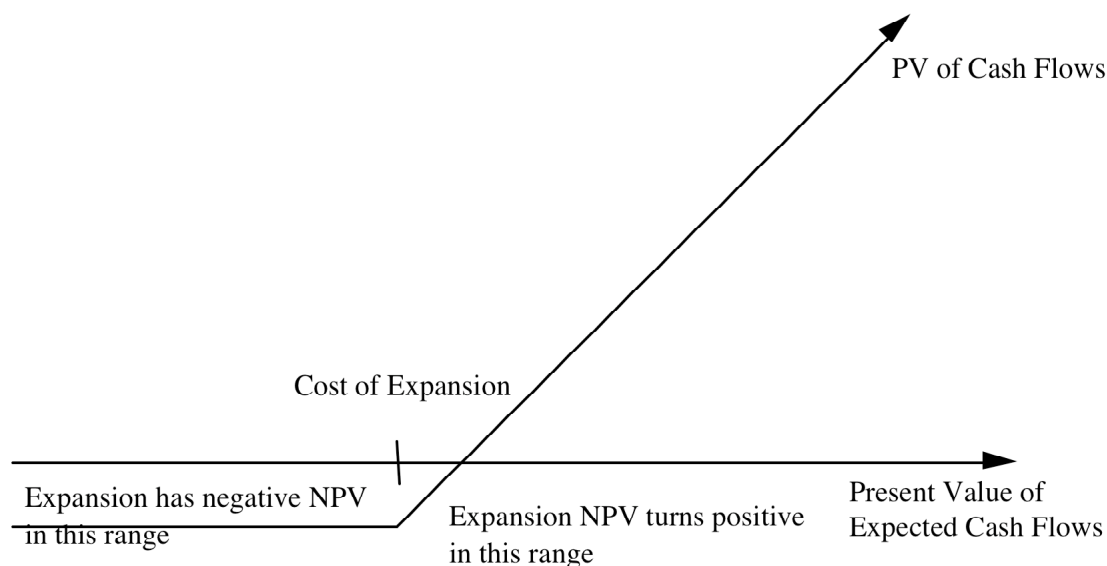 PV of Cash Flows
Cost of Expansion
Expansion has negative NPV
in this range
Expansion NPV turns positive
in this range
Present Value of
Expected Cash Flows